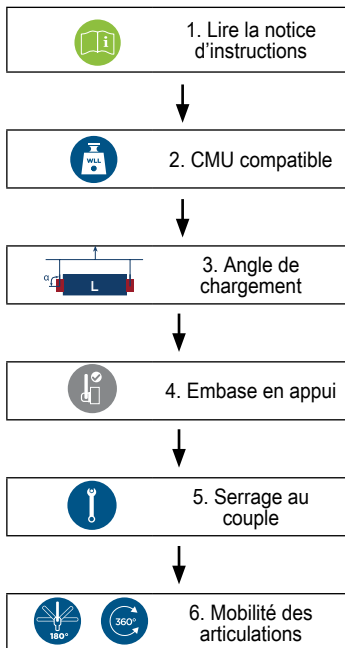 i
1. Lire la notice
d'instructions
WLL
2. CMU compatible
α
L
3. Angle de
chargement
4. Embase en appui
5. Serrage au
couple
180°
360°
6. Mobilité des
articulations